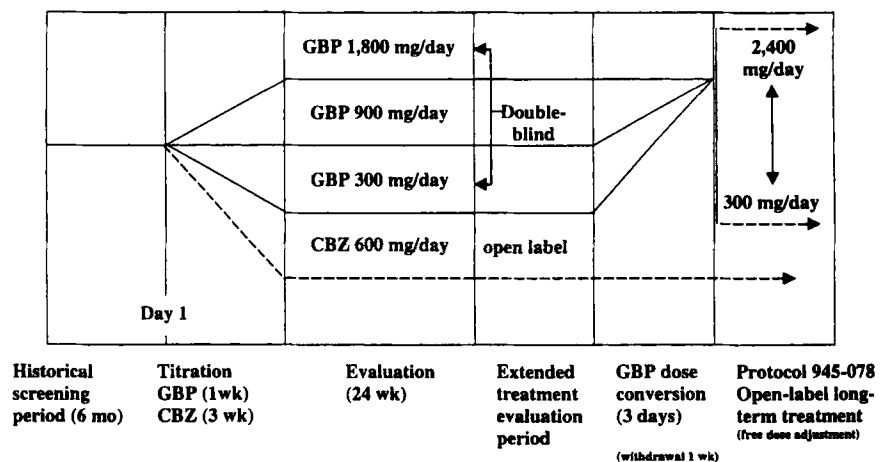 GBP 1,800 mg/day
GBP 900 mg/day
Double-
blind
GBP 300 mg/day
CBZ 600 mg/day
open label
2,400
mg/day
300 mg/day
Day 1
Historical
screening
period (6 mo)
Titration
GBP (1wk)
CBZ (3 wk)
Evaluation
(24 wk)
Extended
treatment
evaluation
period
GBP dose
conversion
(3 days)
(withdrawal 1 wk)
Protocol 945-078
Open-label long-
term treatment
(free dose adjustment)